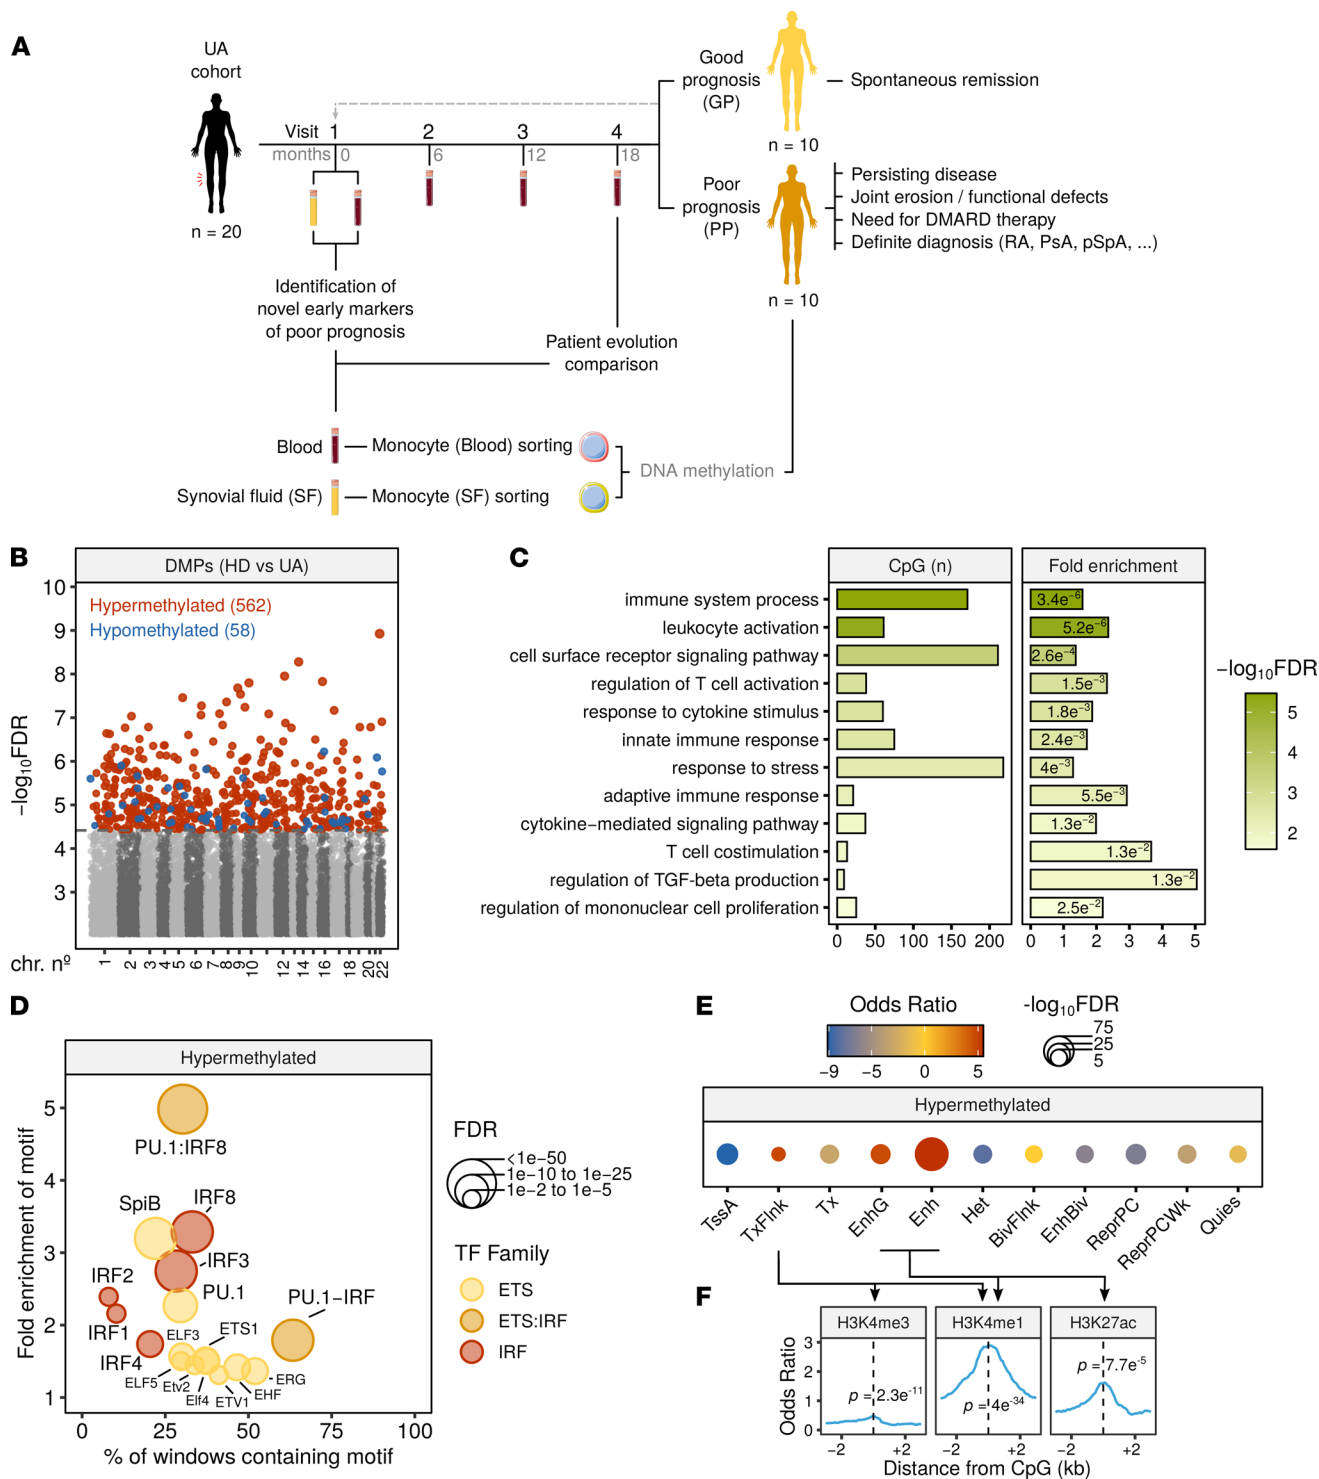 A
UA
cohort
n = 20
Visit 1 2 3 4
months 0 6 12 18
Good
prognosis
(GP)
Spontaneous remission
n = 10
Poor
prognosis
(PP)
Persisting disease
Joint erosion / functional defects
Need for DMARD therapy
Definite diagnosis (RA, PsA, pSpA, ...)
n = 10
Identification of
novel early markers
of poor prognosis
Patient evolution
comparison
Blood
Monocyte (Blood) sorting
DNA methylation
Synovial fluid (SF)
Monocyte (SF) sorting
B
DMPs (HD vs UA)
Hypermethylated (562)
Hypomethylated (58)
−log10FDR
10
9
8
7
6
5
4
3
chr. nº
1 2 3 4 5 6 7 8 9 10 12 14 16 18 20 22
C
CpG (n)
Fold enrichment
immune system process
3.4e−6
leukocyte activation
5.2e−6
cell surface receptor signaling pathway
2.6e−4
regulation of T cell activation
1.5e−3
response to cytokine stimulus
1.8e−3
innate immune response
2.4e−3
response to stress
4e−3
adaptive immune response
5.5e−3
cytokine−mediated signaling pathway
1.3e−2
T cell costimulation
1.3e−2
regulation of TGF-beta production
1.3e−2
regulation of mononuclear cell proliferation
2.5e−2
0 50 100 150 200
0 1 2 3 4 5
−log10FDR
5
4
3
2
D
Hypermethylated
Fold enrichment of motif
5
4
3
2
1
PU.1:IRF8
SpiB
IRF8
IRF3
IRF2
PU.1
IRF1
PU.1−IRF
IRF4
ELF3
ETS1
ELF5
Etv2
Elf4
ETV1
EHF
ERG
0 25 50 75 100
% of windows containing motif
FDR
<1e−50
1e−10 to 1e−25
1e−2 to 1e−5
TF Family
ETS
ETS:IRF
IRF
E
Odds Ratio
−9 −5 0 5
-log10FDR
75
25
5
Hypermethylated
TssA
TxFlnk
Tx
EnhG
Enh
Het
BivFlnk
EnhBiv
ReprPC
ReprPCWk
Quies
F
H3K4me3
H3K4me1
H3K27ac
Odds Ratio
3
2
1
0
p = 2.3e-11
p = 4e-34
p = 7.7e-5
−2 +2
−2 +2
−2 +2
Distance from CpG (kb)